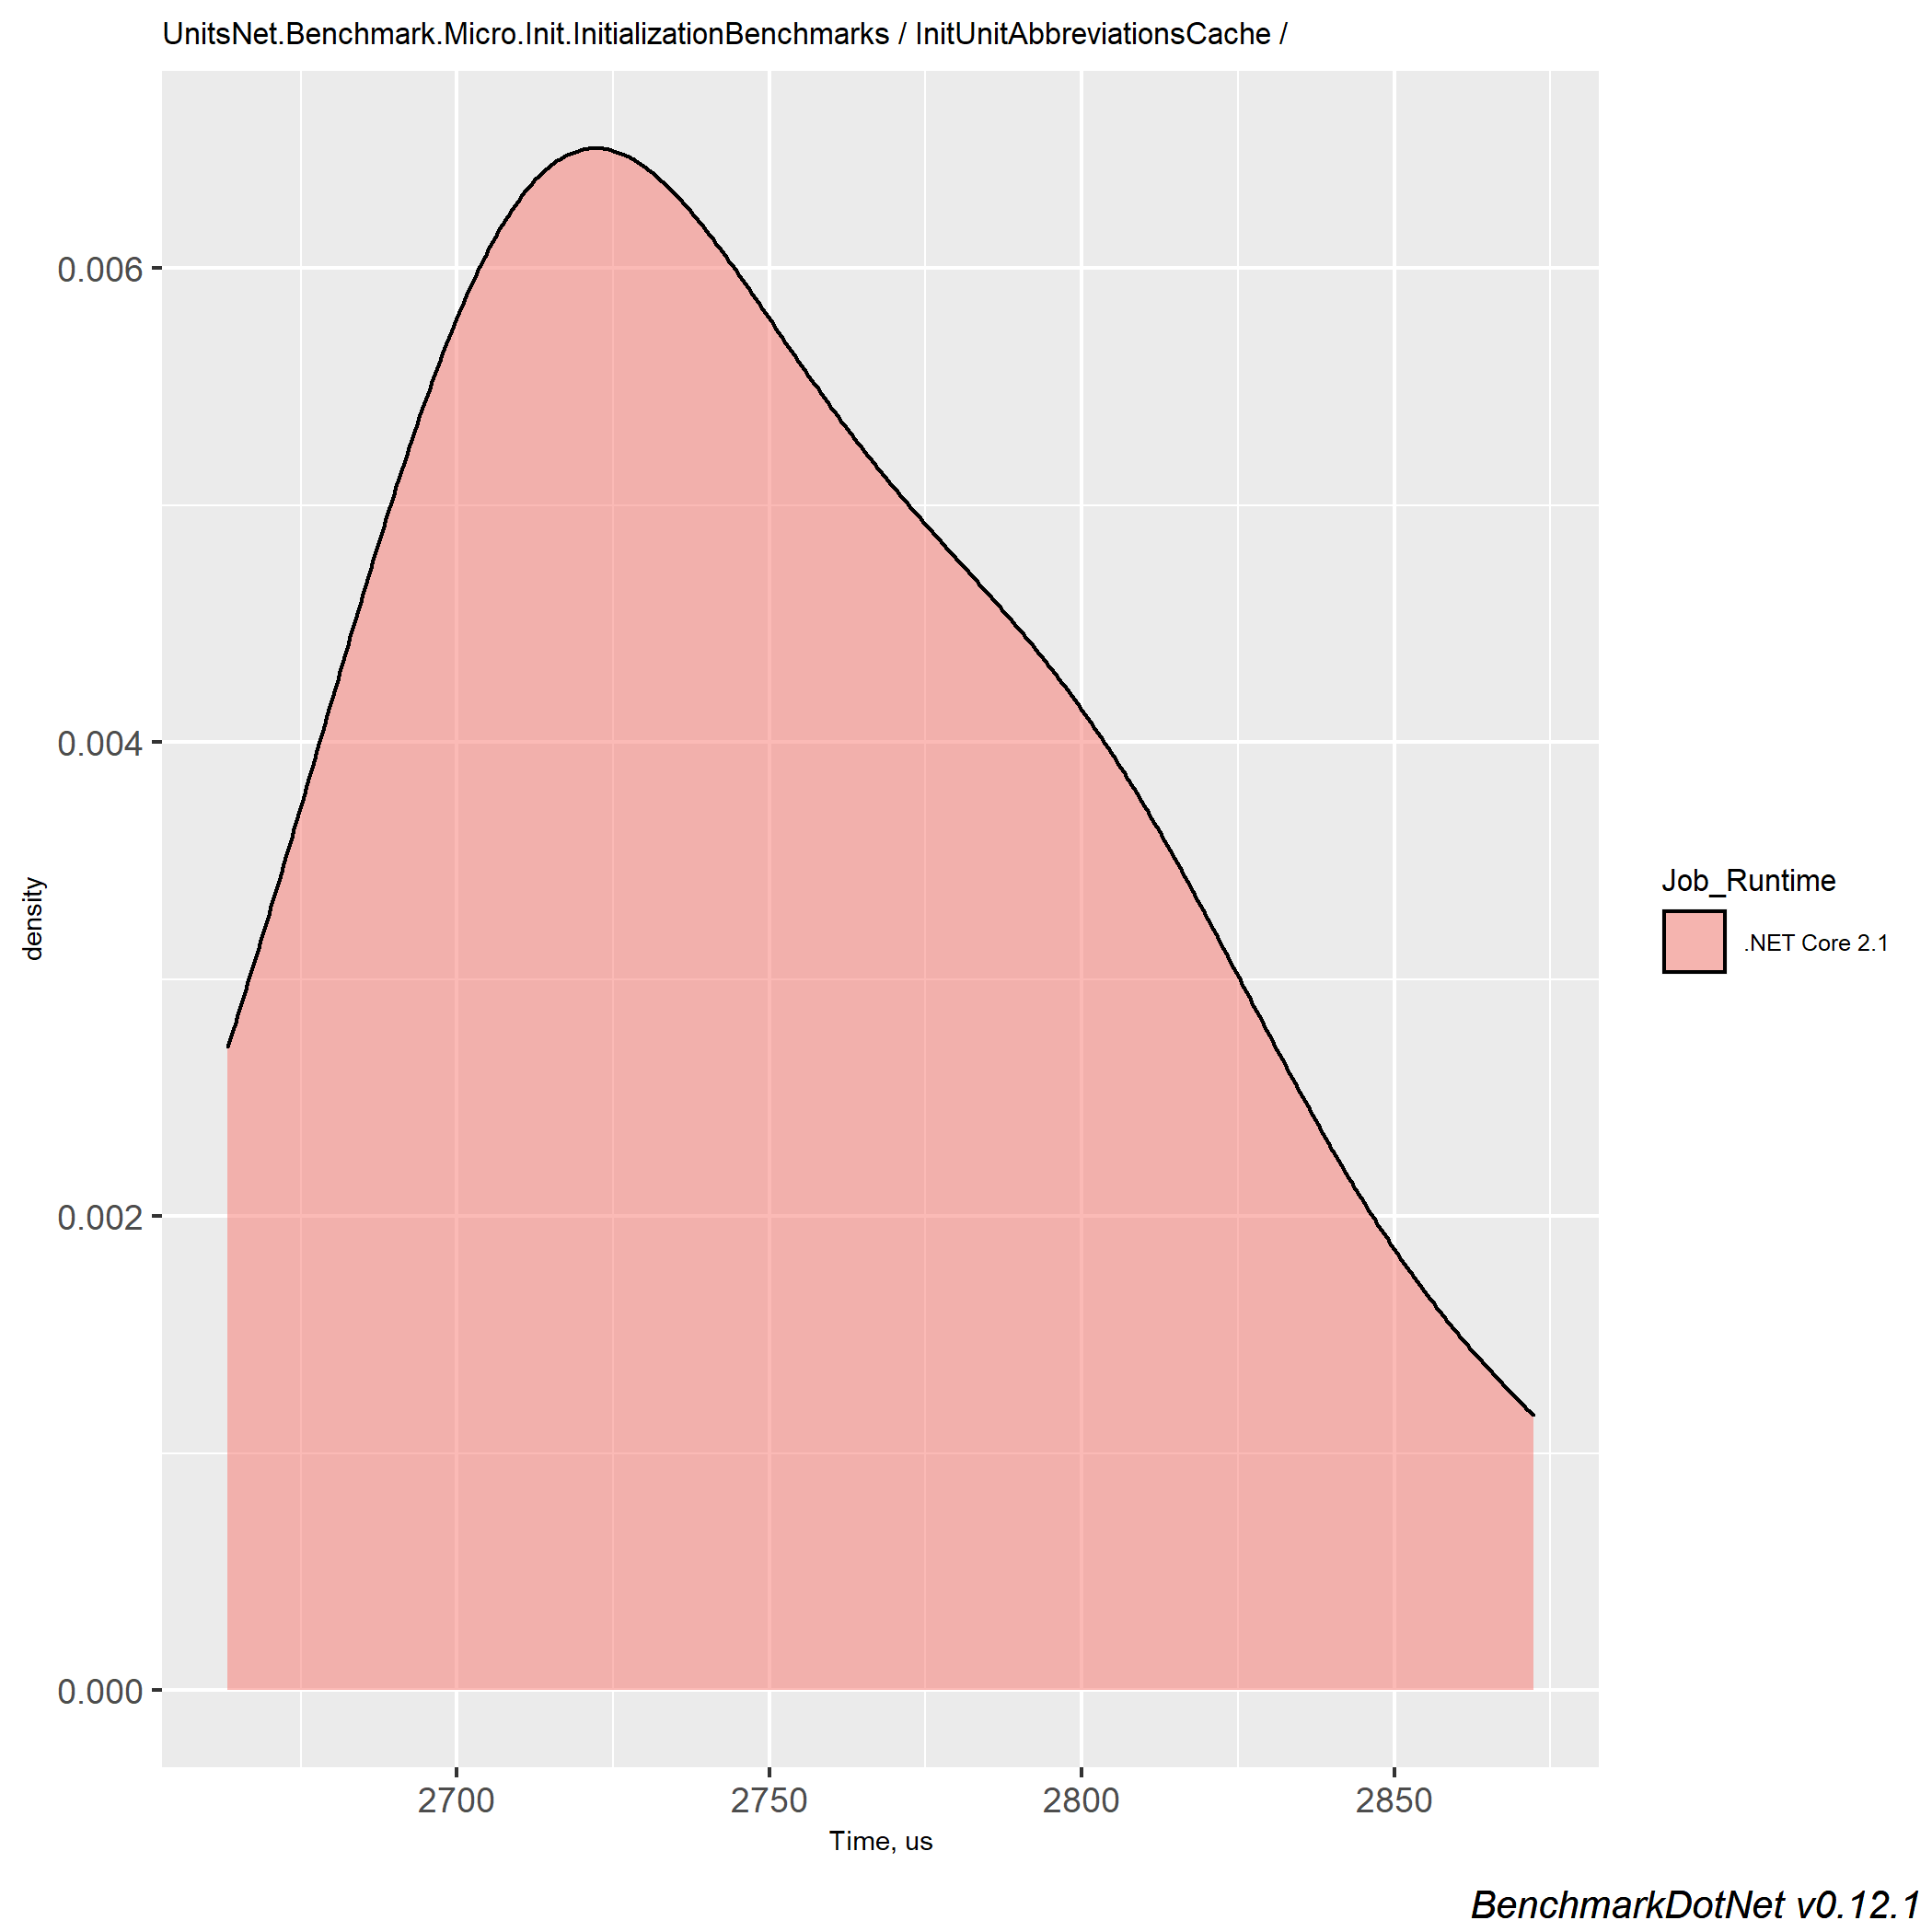 UnitsNet.Benchmark.Micro.Init.InitializationBenchmarks / InitUnitAbbreviationsCache /
0.006
0.004
0.002
0.000
density
2700 2750 2800 2850
Time, us
Job_Runtime
.NET Core 2.1
BenchmarkDotNet v0.12.1